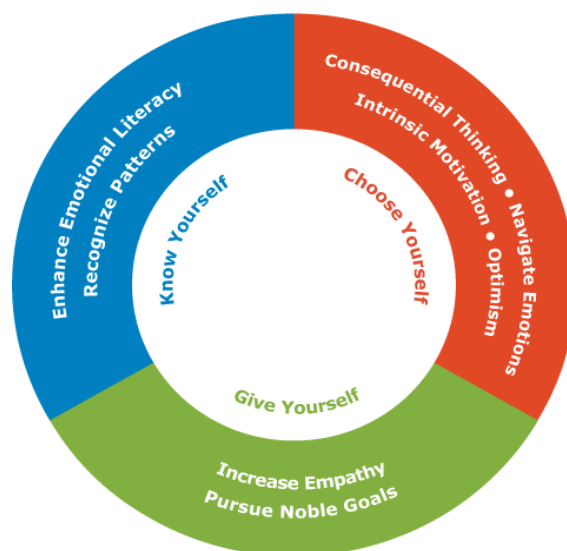 Enhance Emotional Literacy
Recognize Patterns
Know Yourself
Consequential Thinking • Navigate Emotions
Intrinsic Motivation • Optimism
Choose Yourself
Give Yourself
Increase Empathy
Pursue Noble Goals